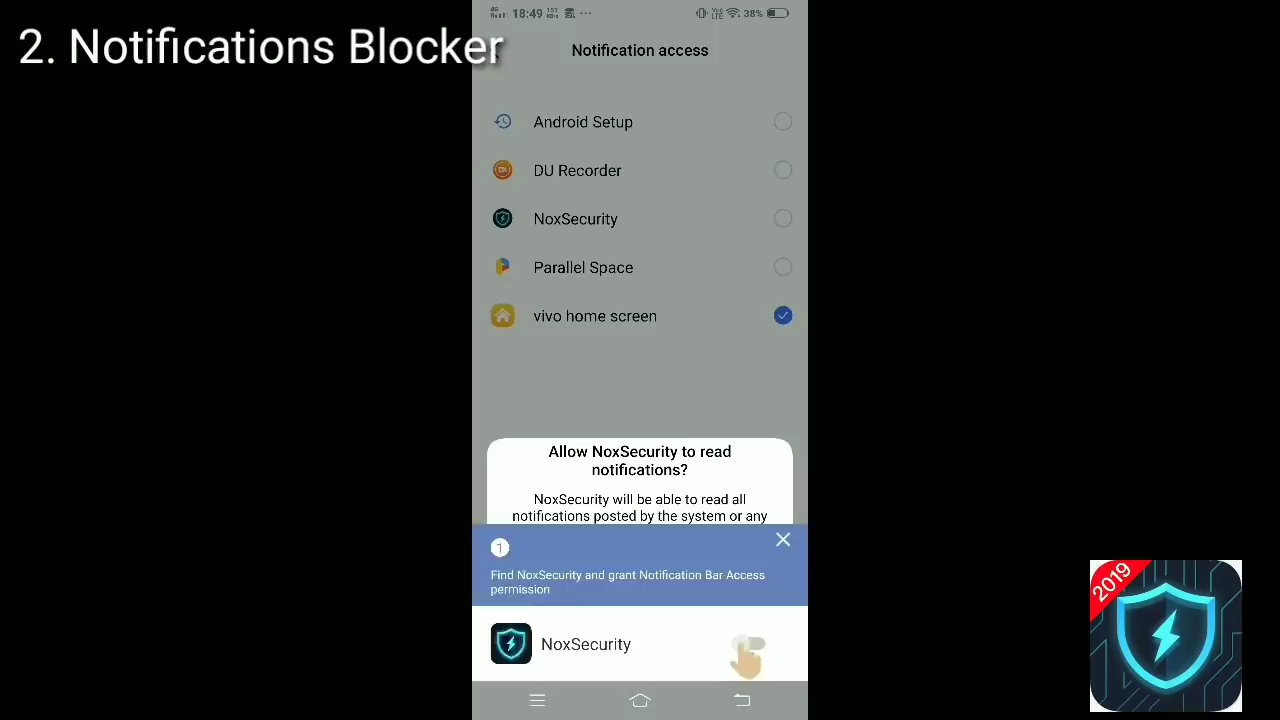 2. Notifications Blocker
18:49
38%
Notification access
Android Setup
DU Recorder
NoxSecurity
Parallel Space
vivo home screen
Allow NoxSecurity to read
notifications?
NoxSecurity will be able to read all
notifications posted by the system or any
1
Find NoxSecurity and grant Notification Bar Access
permission
NoxSecurity
2019